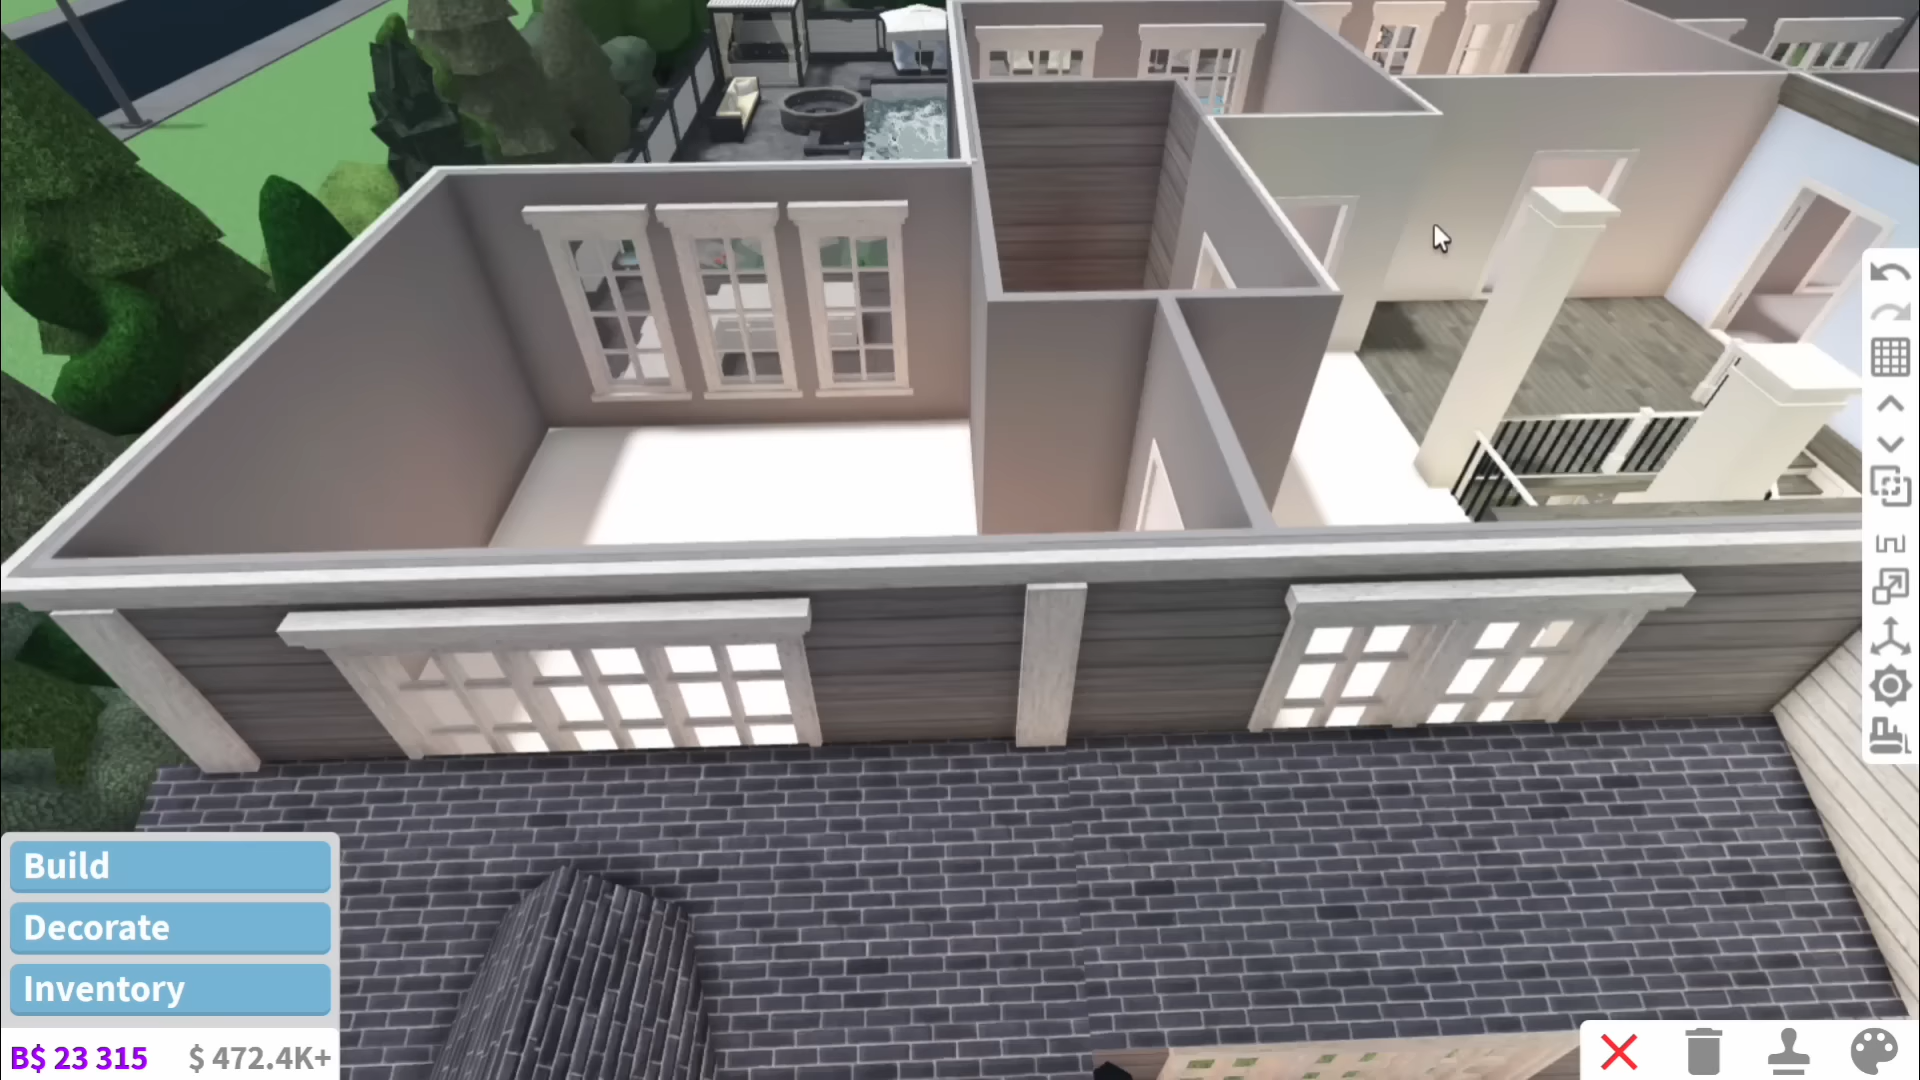 Build
Decorate
Inventory
B$ 23 315 $ 472.4K+